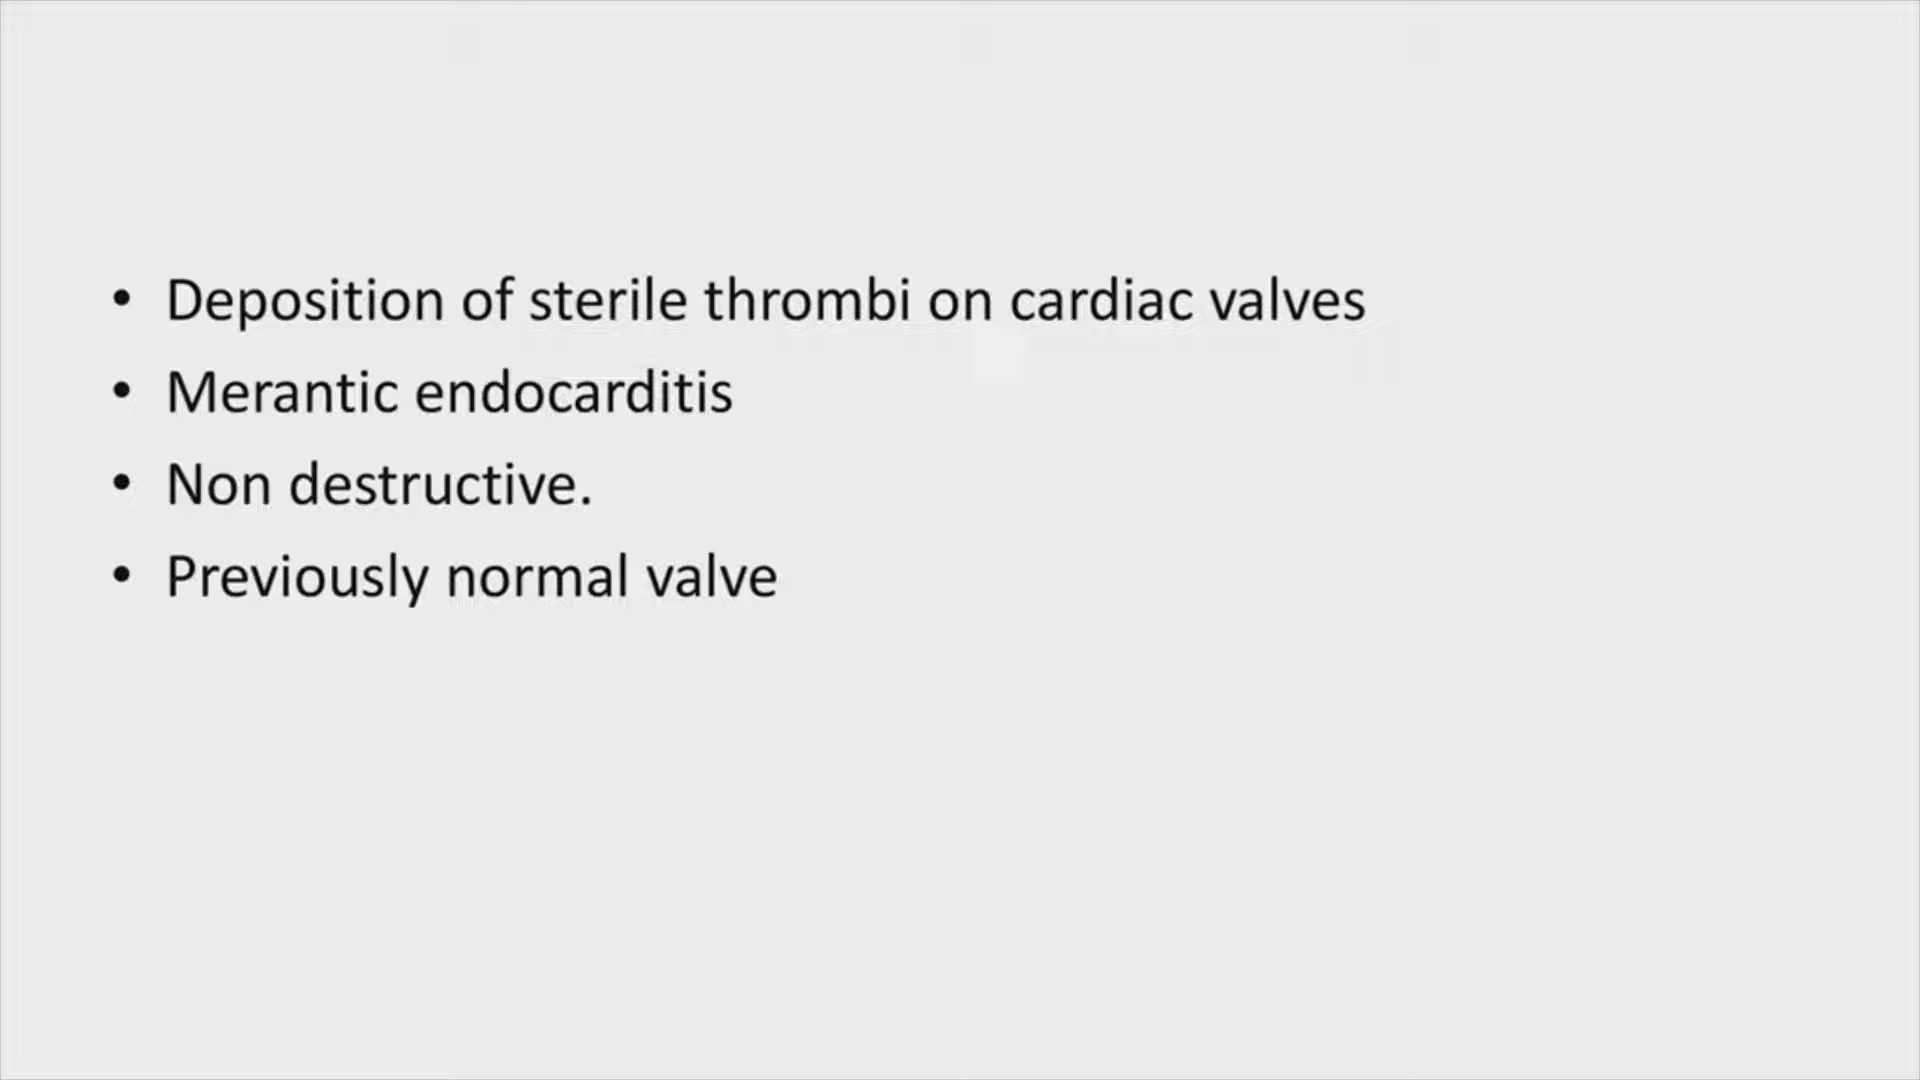 • Deposition of sterile thrombi on cardiac valves
• Merantic endocarditis
• Non destructive.
• Previously normal valve